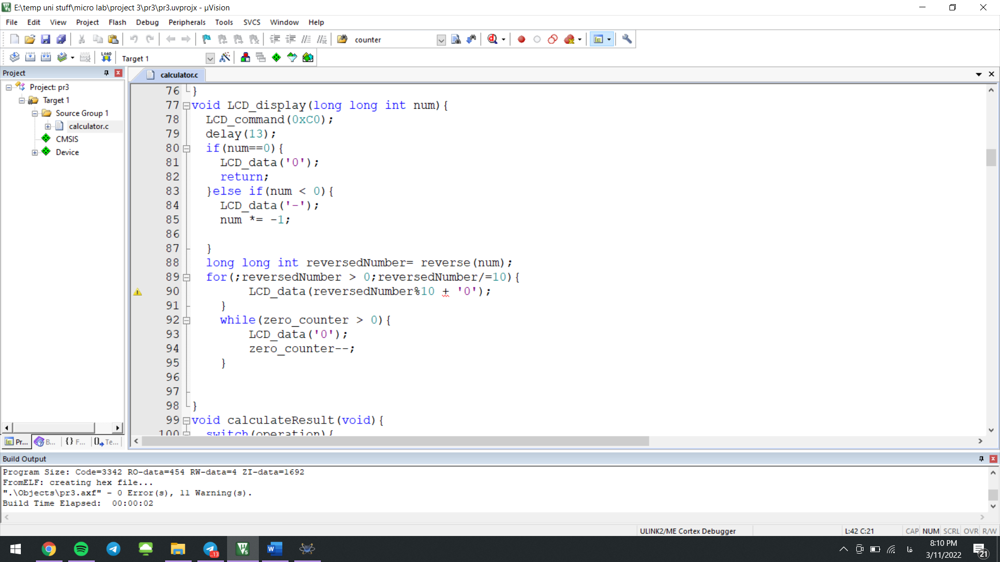 E:\temp uni stuff\micro lab\project 3\pr3\pr3.uvprojx - µVision
File Edit View Project Flash Debug Peripherals Tools SVCS Window Help
counter
LOAD Target 1
Project
calculator.c
Project: pr3
Target 1
Source Group 1
calculator.c
CMSIS
Device
76 }
77 void LCD_display(long long int num){
78 LCD_command(0xC0);
79 delay(13);
80 if(num==0){
81 LCD_data('0');
82 return;
83 }else if(num < 0){
84 LCD_data('-');
85 num *= -1;
86
87 }
88 long long int reversedNumber= reverse(num);
89 for(;reversedNumber > 0;reversedNumber/=10){
90 LCD_data(reversedNumber%10 + '0');
91 }
92 while(zero_counter > 0){
93 LCD_data('0');
94 zero_counter--;
95 }
96
97
98 }
99 void calculateResult(void){
100 switch(operation){
Pr... B... {} F... Te...
Build Output
Program Size: Code=3342 RO-data=454 RW-data=4 ZI-data=1692
FromELF: creating hex file...
".\Objects\pr3.axf" - 0 Error(s), 11 Warning(s).
Build Time Elapsed: 00:00:02
ULINK2/ME Cortex Debugger L:42 C:21 CAP NUM SCRL OVR R/W
..13
فا
8:10 PM
3/11/2022
21